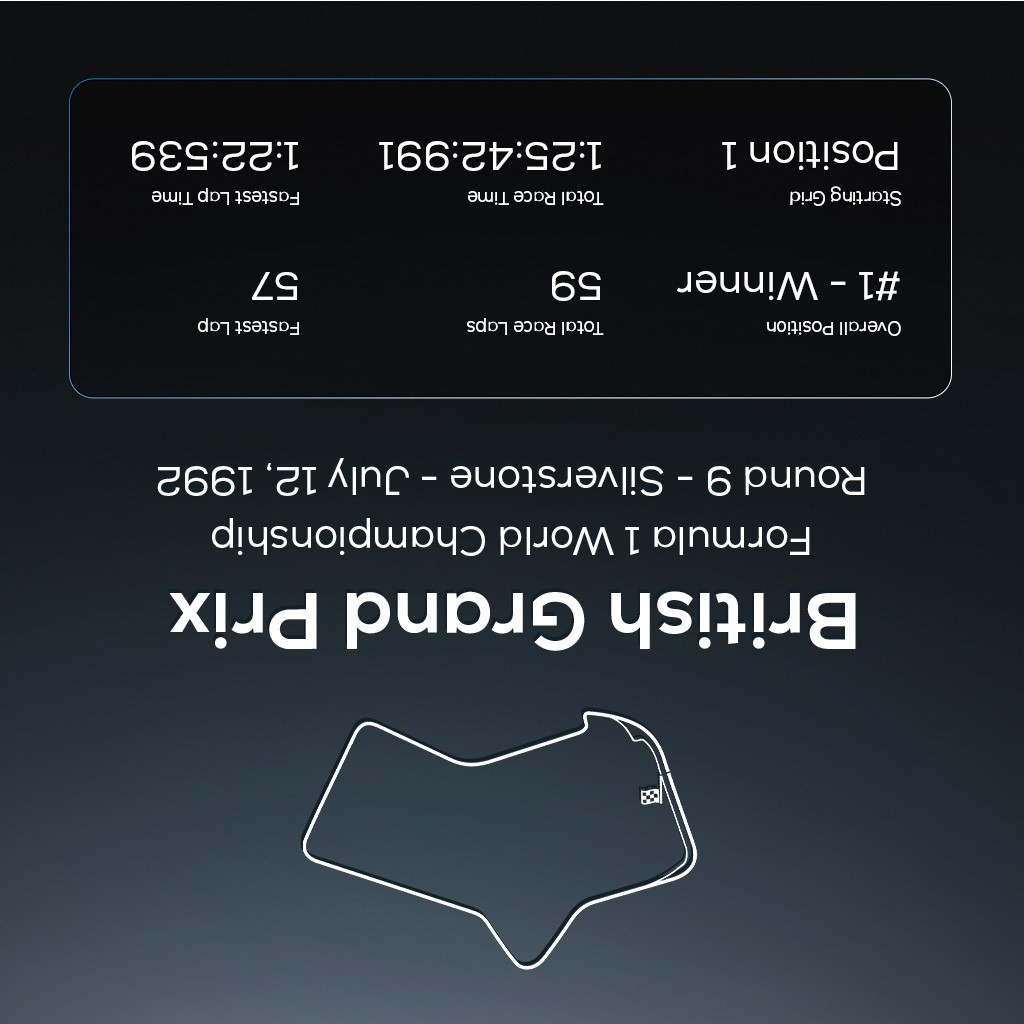 British Grand Prix
Formula 1 World Championship
Round 9 - Silverstone - July 12, 1992
Overall Position
#1 - Winner
Total Race Laps
59
Fastest Lap
57
Starting Grid
Position 1
Total Race Time
1:25:42:991
Fastest Lap Time
1:22:539